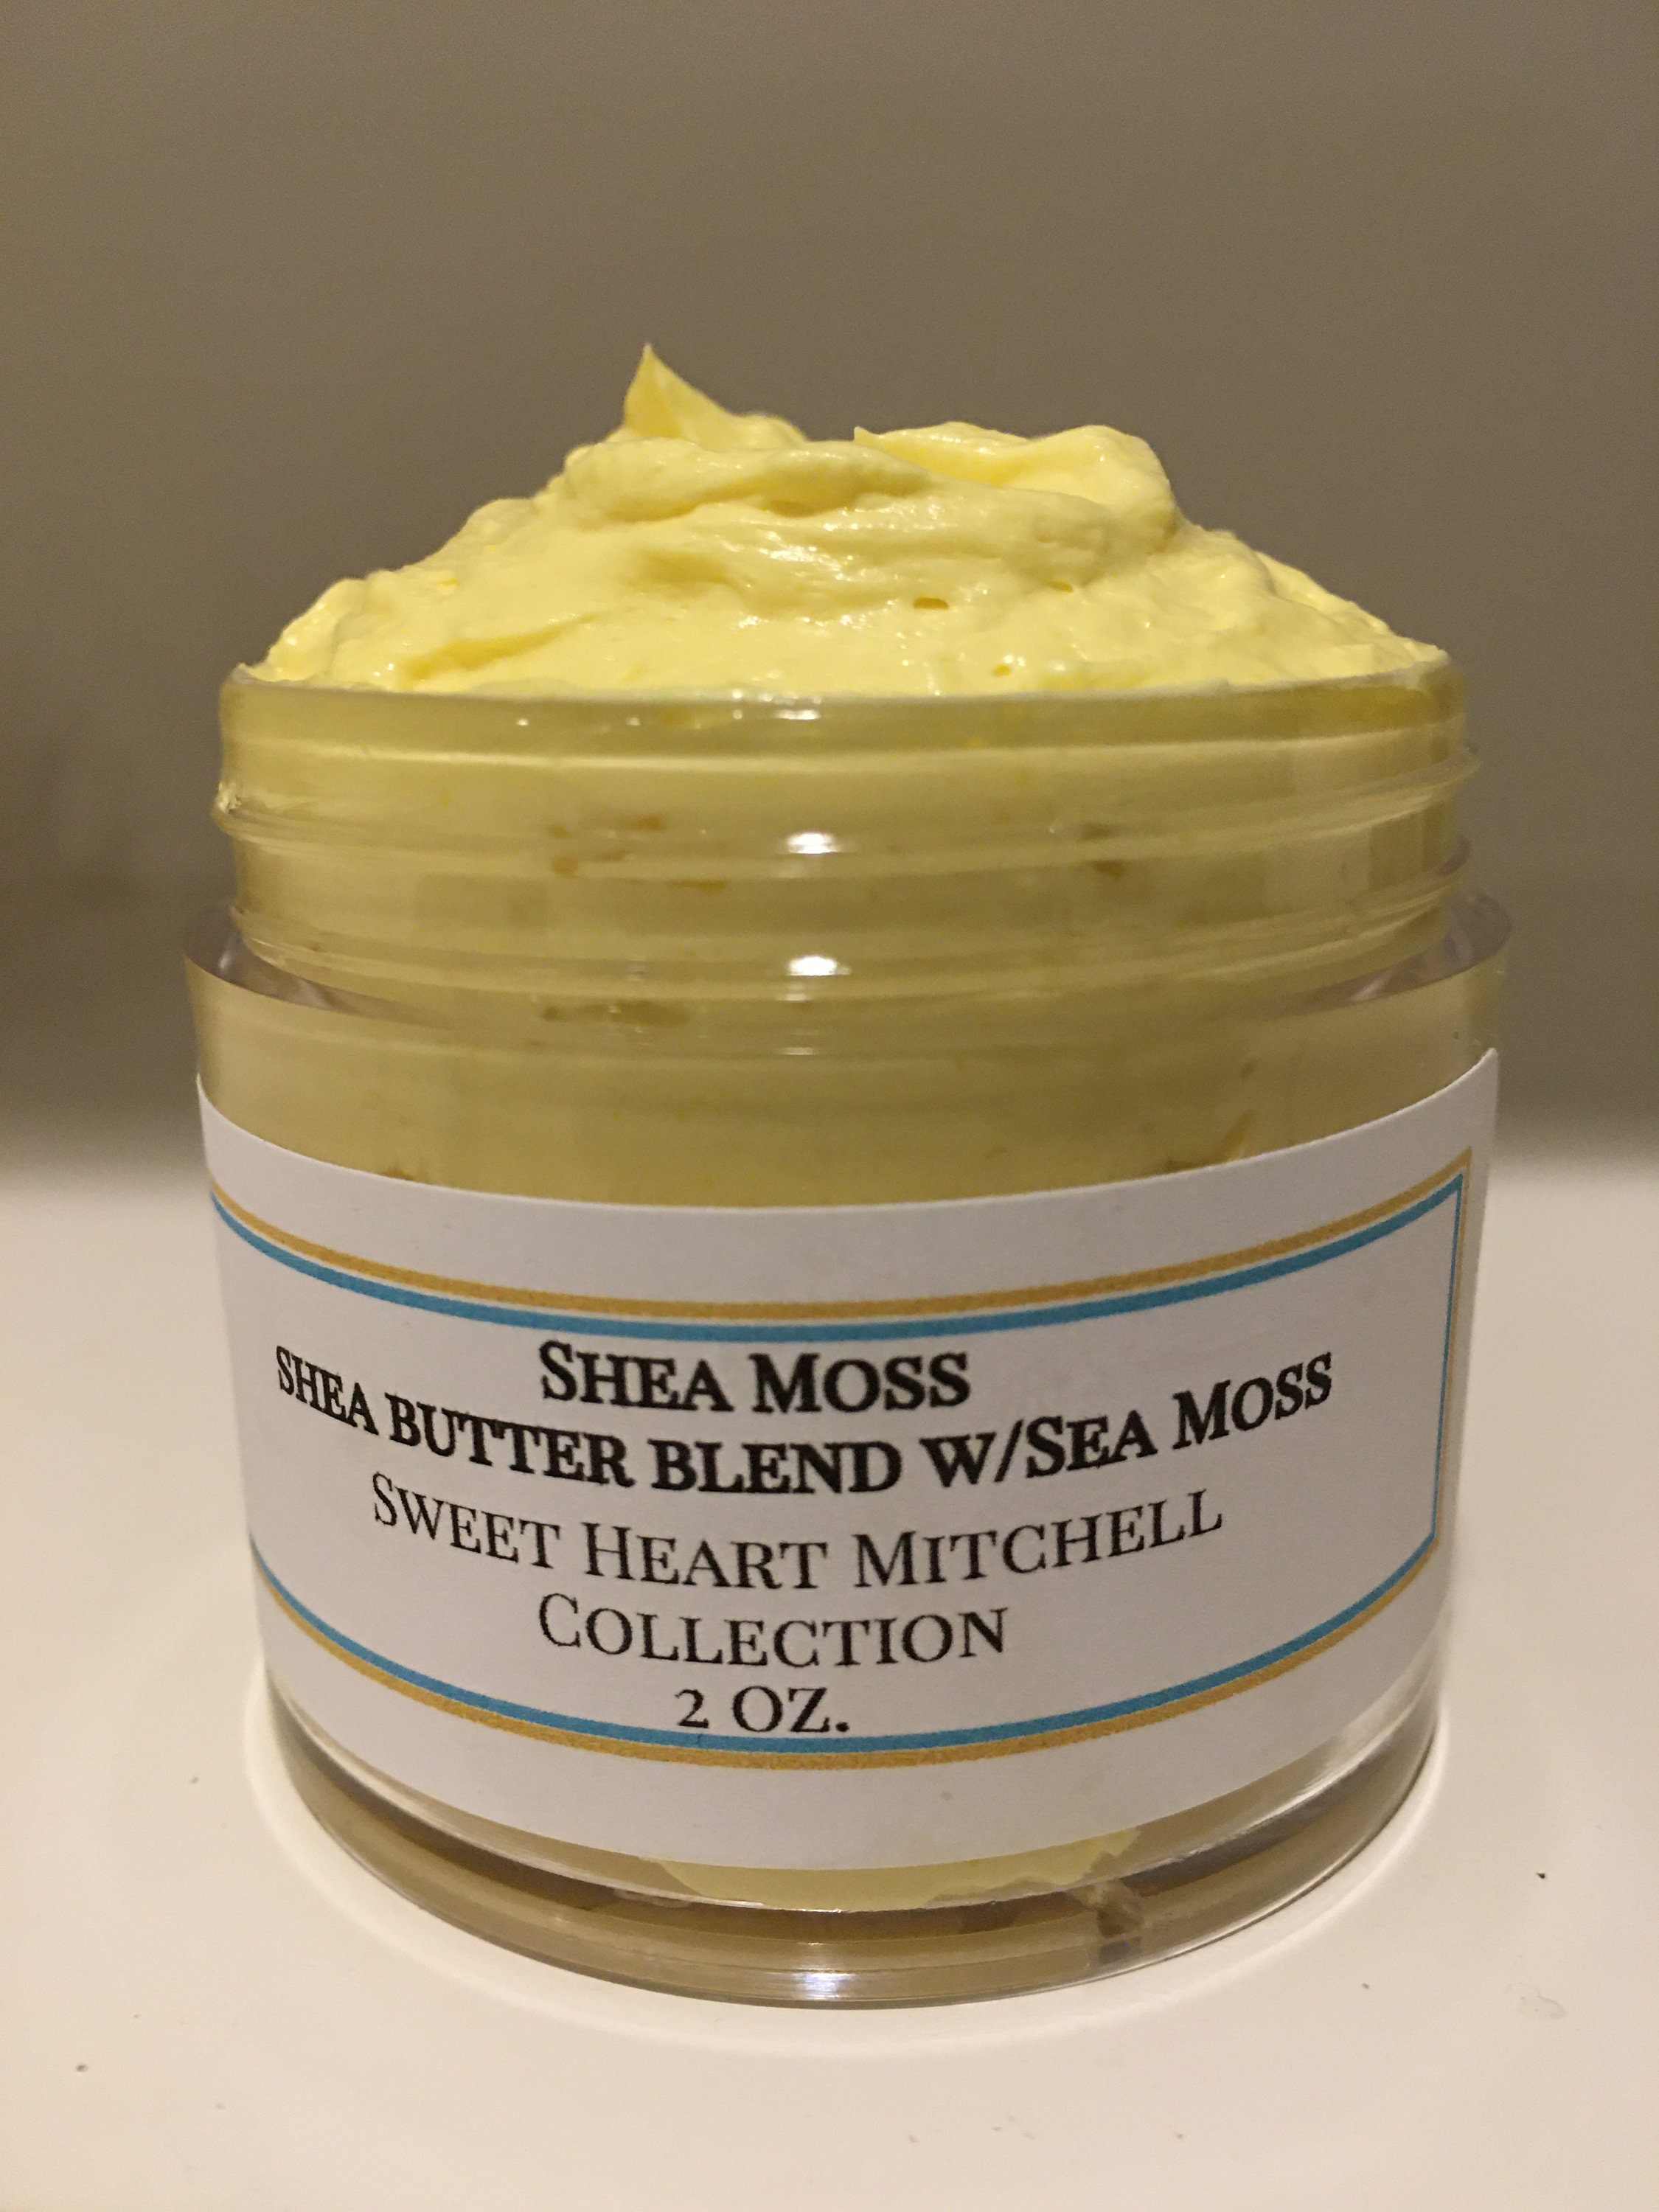 Shea Moss
Shea Butter Blend w/Sea Moss
Sweet Heart Mitchell
Collection
2 oz.